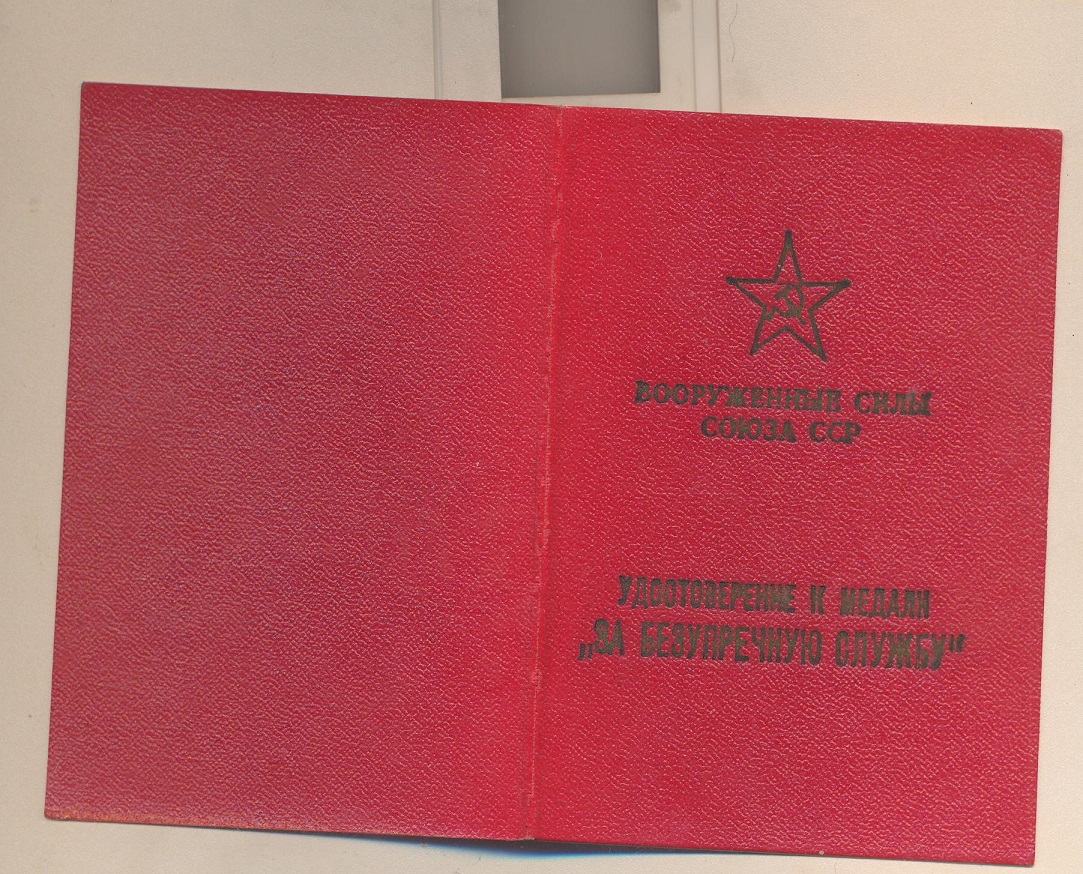 ВООРУЖЕННЫЕ СИЛЫ
СОЮЗА ССР
УДОСТОВЕРЕНИЕ К МЕДАЛИ
„ЗА БЕЗУПРЕЧНУЮ СЛУЖБУ“